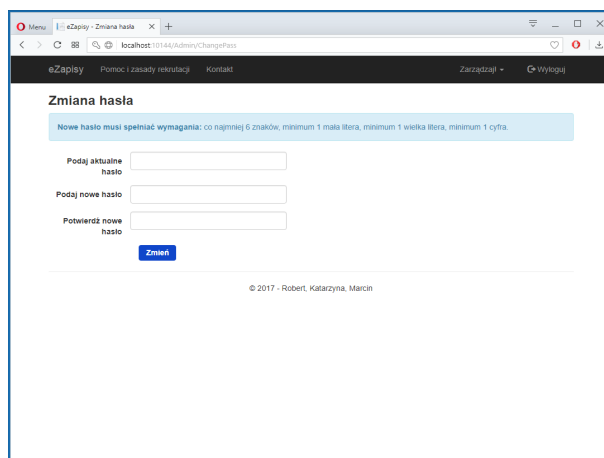 Menu eZapisy - Zmiana hasła
localhost:10144/Admin/ChangePass
eZapisy Pomoc i zasady rekrutacji Kontakt Zarządzaj! Wyloguj
Zmiana hasła
Nowe hasło musi spełniać wymagania: co najmniej 6 znaków, minimum 1 mała litera, minimum 1 wielka litera, minimum 1 cyfra.
Podaj aktualne
hasło
Podaj nowe hasło
Potwierdź nowe
hasło
Zmień
© 2017 - Robert, Katarzyna, Marcin